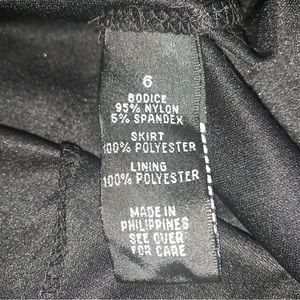 6
BODICE
95% NYLON
5% SPANDEX
SKIRT
100% POLYESTER
LINING
100% POLYESTER
MADE IN
PHILIPPINES
SEE OVER
FOR CARE